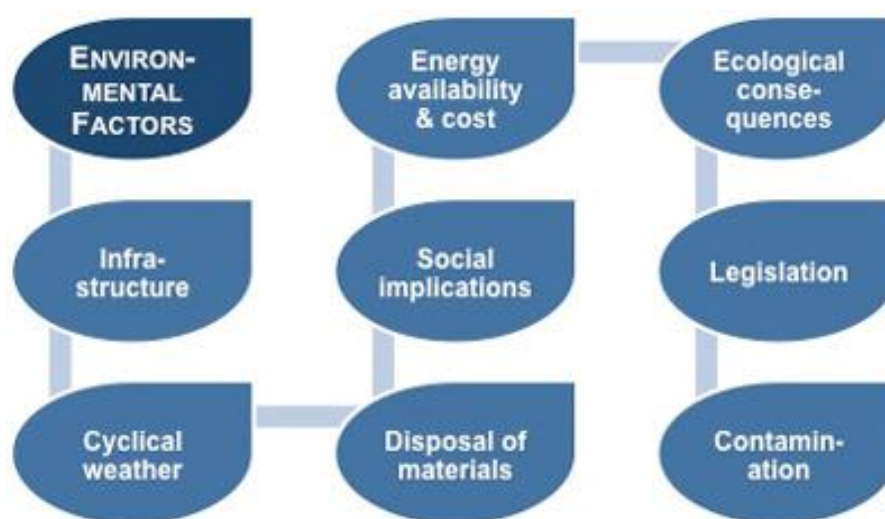 ENVIRON-
MENTAL
FACTORS
Infra-
structure
Cyclical
weather
Disposal of
materials
Social
implications
Energy
availability
& cost
Ecological
conse-
quences
Legislation
Contamin-
ation